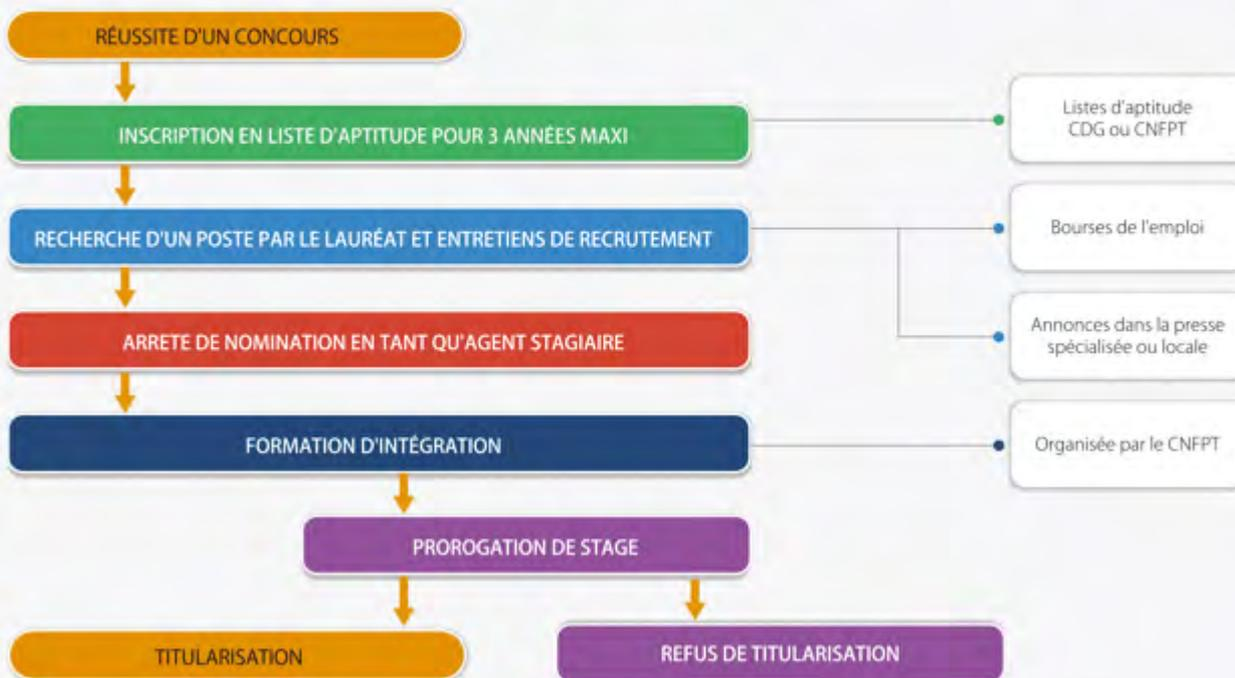 RÉUSSITE D'UN CONCOURS
INSCRIPTION EN LISTE D'APTITUDE POUR 3 ANNÉES MAXI
Listes d'aptitude
CDG ou CNFPT
RECHERCHE D'UN POSTE PAR LE LAURÉAT ET ENTRETIENS DE RECRUTEMENT
Bourses de l'emploi
Annonces dans la presse
spécialisée ou locale
ARRETE DE NOMINATION EN TANT QU'AGENT STAGIAIRE
FORMATION D'INTÉGRATION
Organisée par le CNFPT
PROROGATION DE STAGE
TITULARISATION
REFUS DE TITULARISATION